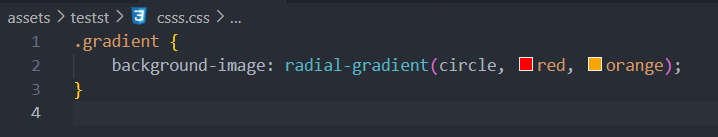 assets > testst > csss.css > ...
1 .gradient {
2 background-image: radial-gradient(circle, red, orange);
3 }
4